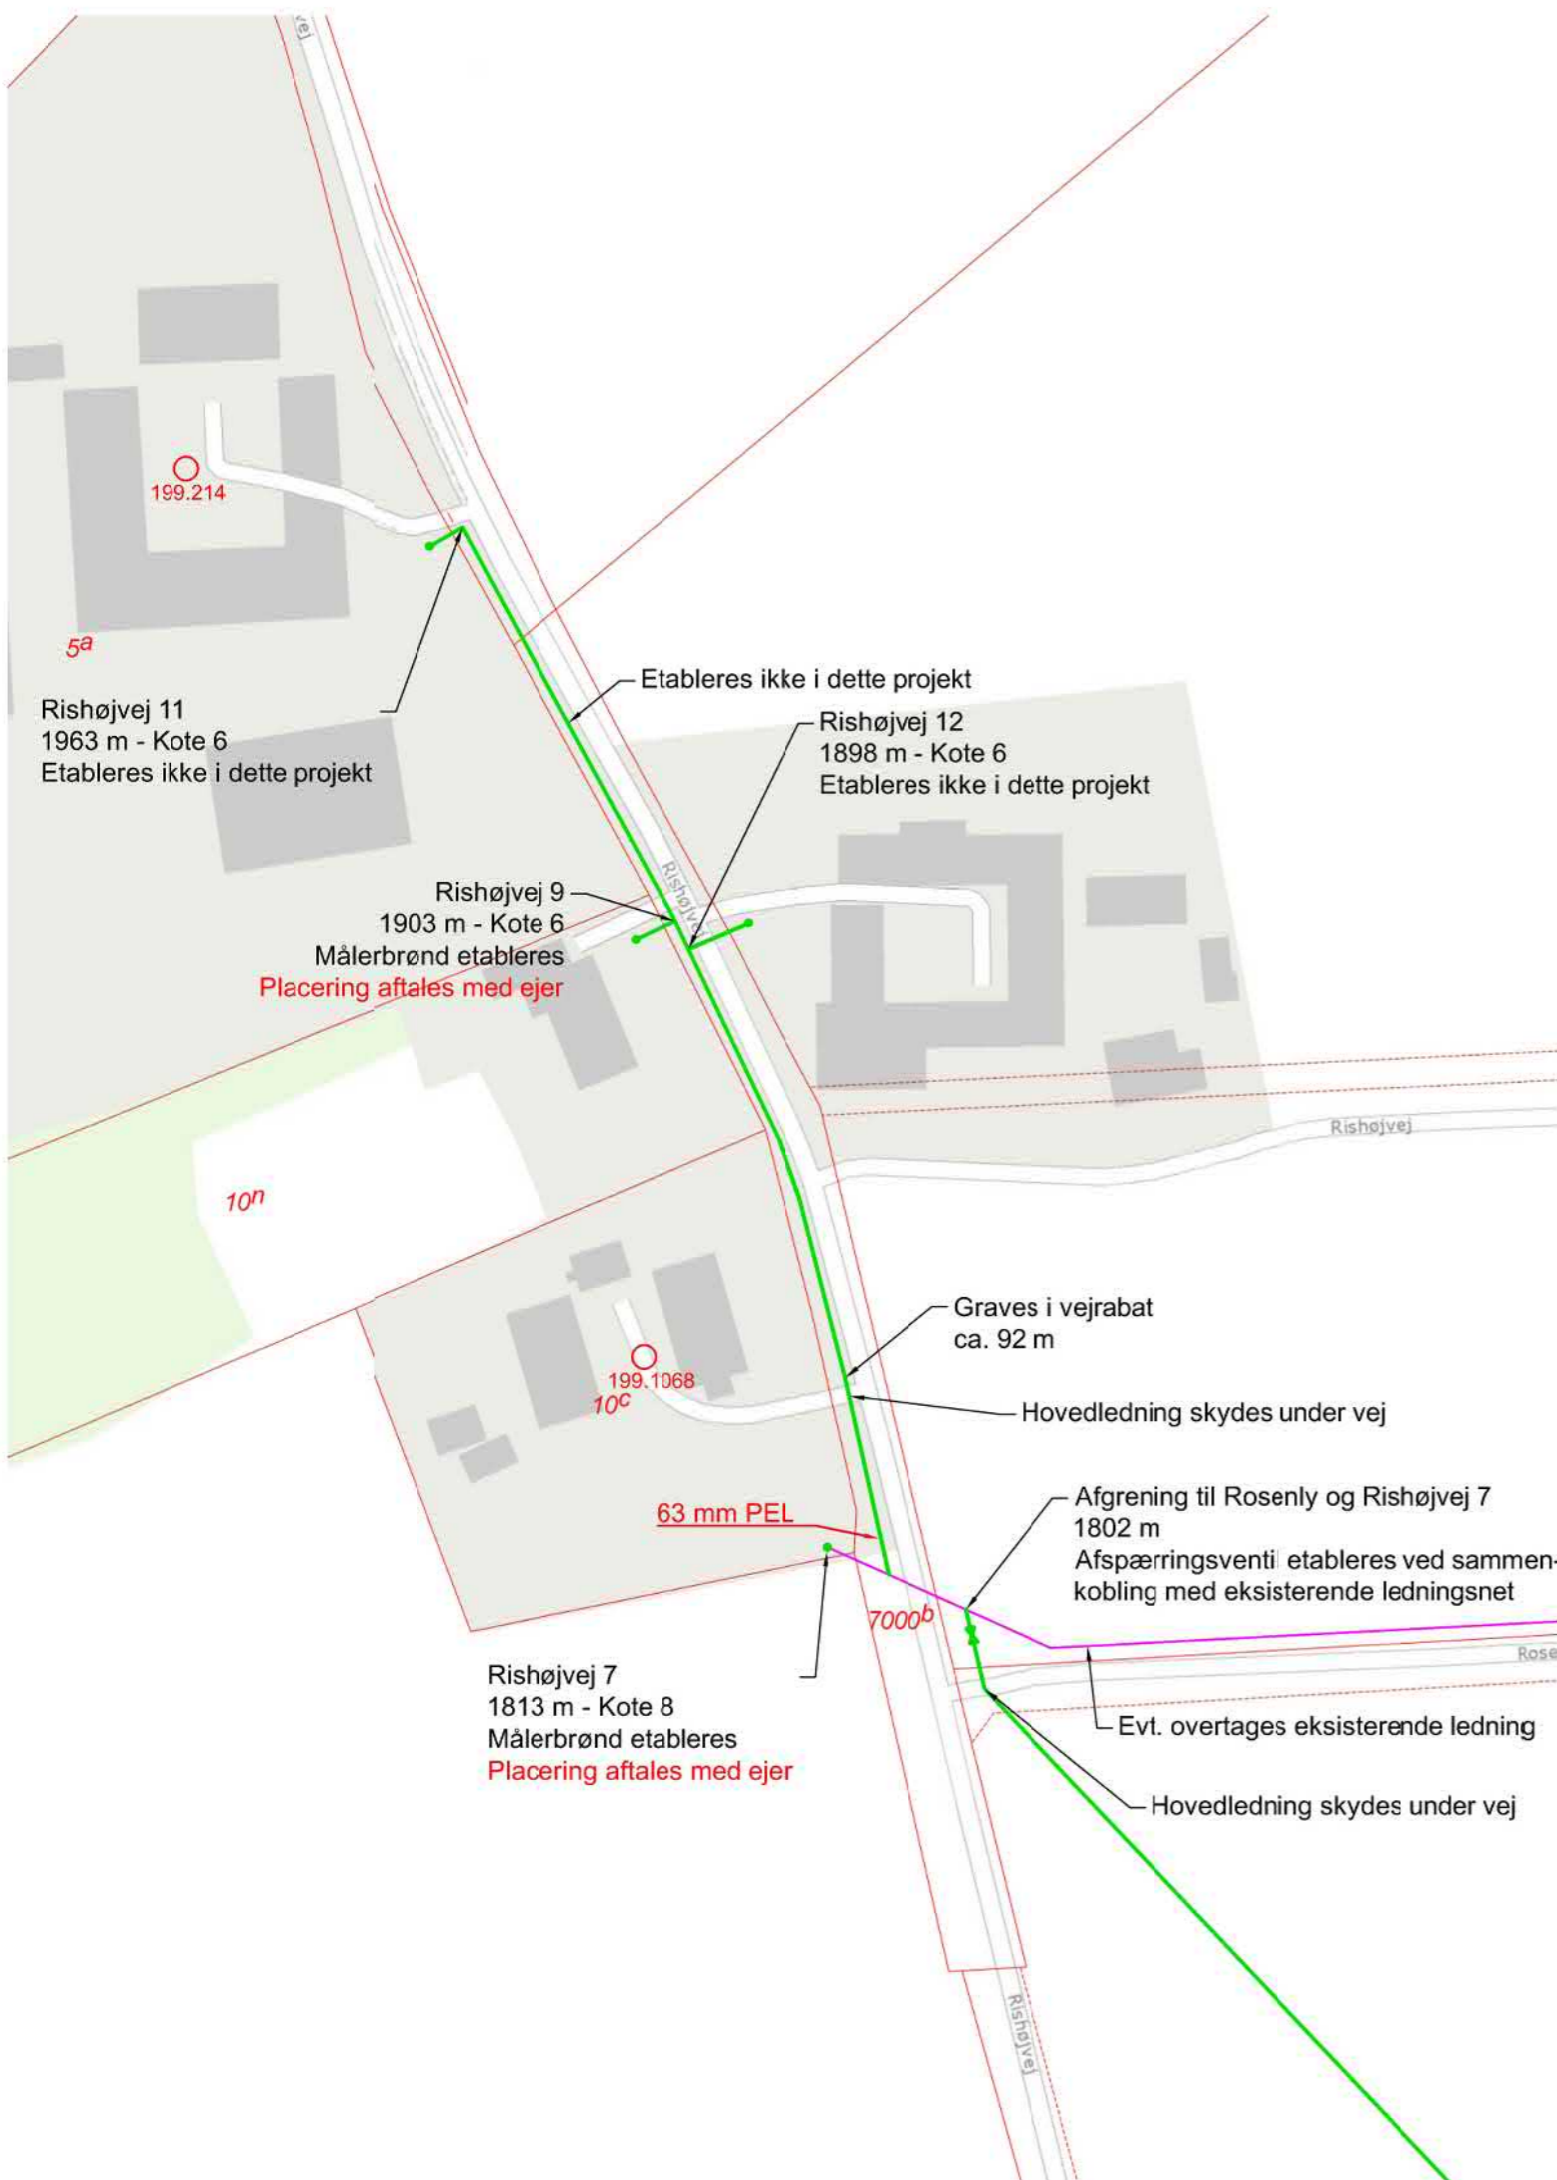 vej
199.214
5a
Rishøjvej 11
1963 m - Kote 6
Etableres ikke i dette projekt
Etableres ikke i dette projekt
Rishøjvej 12
1898 m - Kote 6
Etableres ikke i dette projekt
Rishøjvej
Rishøjvej 9
1903 m - Kote 6
Målerbrønd etableres
Placering aftales med ejer
Rishøjvej
10n
Graves i vejrabat
ca. 92 m
199.1068
10c
Hovedledning skydes under vej
63 mm PEL
Afgrening til Rosenly og Rishøjvej 7
1802 m
Afspærringsventil etableres ved sammen-
kobling med eksisterende ledningsnet
7000b
Rose
Rishøjvej 7
1813 m - Kote 8
Målerbrønd etableres
Placering aftales med ejer
Evt. overtages eksisterende ledning
Hovedledning skydes under vej
Rishøjvej